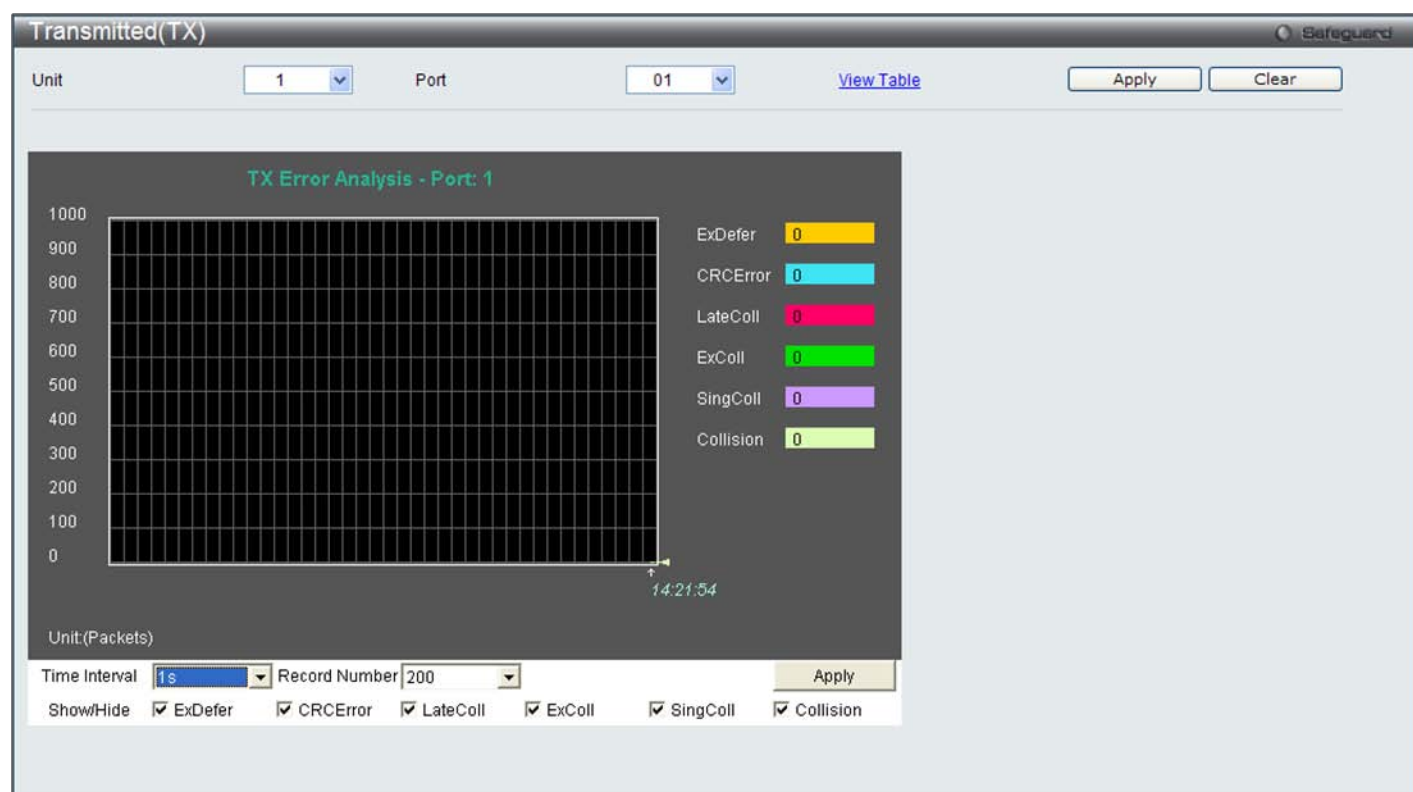 Transmitted(TX)
Safeguard
Unit 1 Port 01 View Table Apply Clear
TX Error Analysis - Port: 1
1000
900
800
700
600
500
400
300
200
100
0
ExDefer 0
CRCError 0
LateColl 0
ExColl 0
SingColl 0
Collision 0
14:21:54
Unit:(Packets)
Time Interval 1s Record Number 200 Apply
Show/Hide ExDefer CRCError LateColl ExColl SingColl Collision